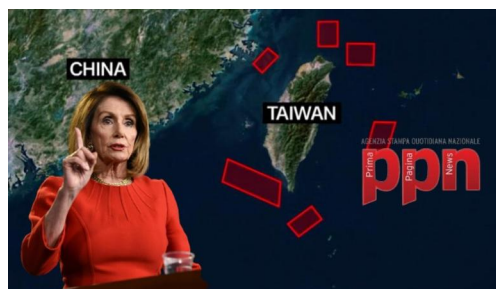 CHINA
TAIWAN
AGENZIA STAMPA QUOTIDIANA NAZIONALE
ppn
Prima
Pagina
News